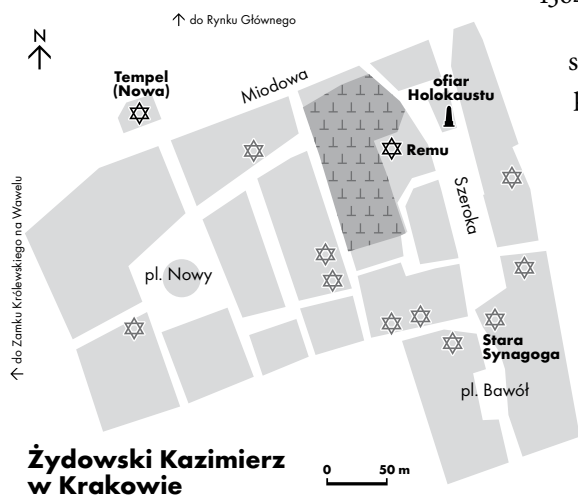 ↑ do Rynku Głównego
N
Tempel
(Nowa)
Miodowa
ofiar
Holokaustu
Remu
Szeroka
↑ do Zamku Królewskiego na Wawelu
pl. Nowy
Stara
Synagoga
pl. Bawół
Żydowski Kazimierz
w Krakowie
0 50 m